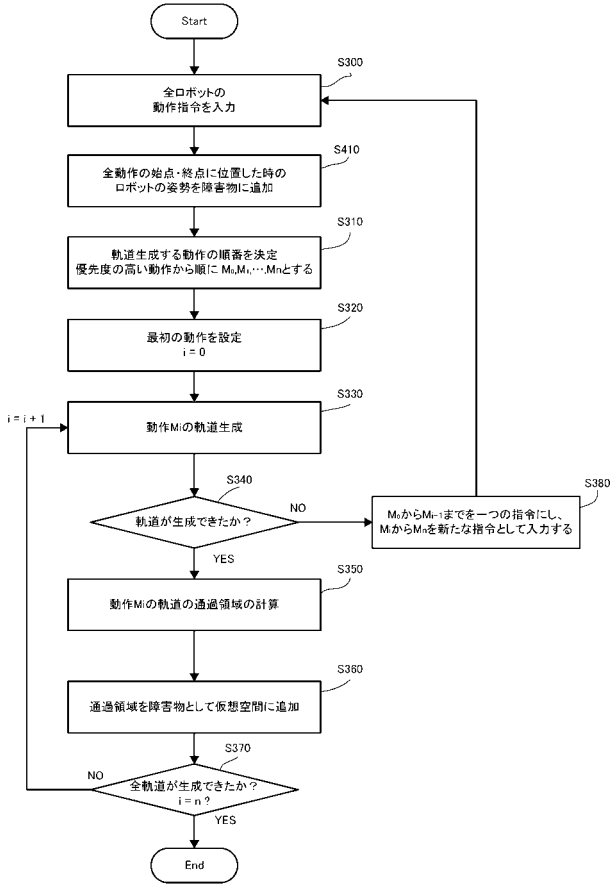 Start
S300
全ロボットの
動作指令を入力
S410
全動作の始点・終点に位置した時の
ロボットの姿勢を障害物に追加
S310
軌道生成する動作の順番を決定
優先度の高い動作から順に M₀,M₁,…,Mnとする
S320
最初の動作を設定
i = 0
i = i + 1
S330
動作Miの軌道生成
S340
軌道が生成できたか？
NO
YES
S380
M₀からMi-1までを一つの指令にし、
MiからMnを新たな指令として入力する
S350
動作Miの軌道の通過領域の計算
S360
通過領域を障害物として仮想空間に追加
S370
全軌道が生成できたか？
i = n ?
NO
YES
End